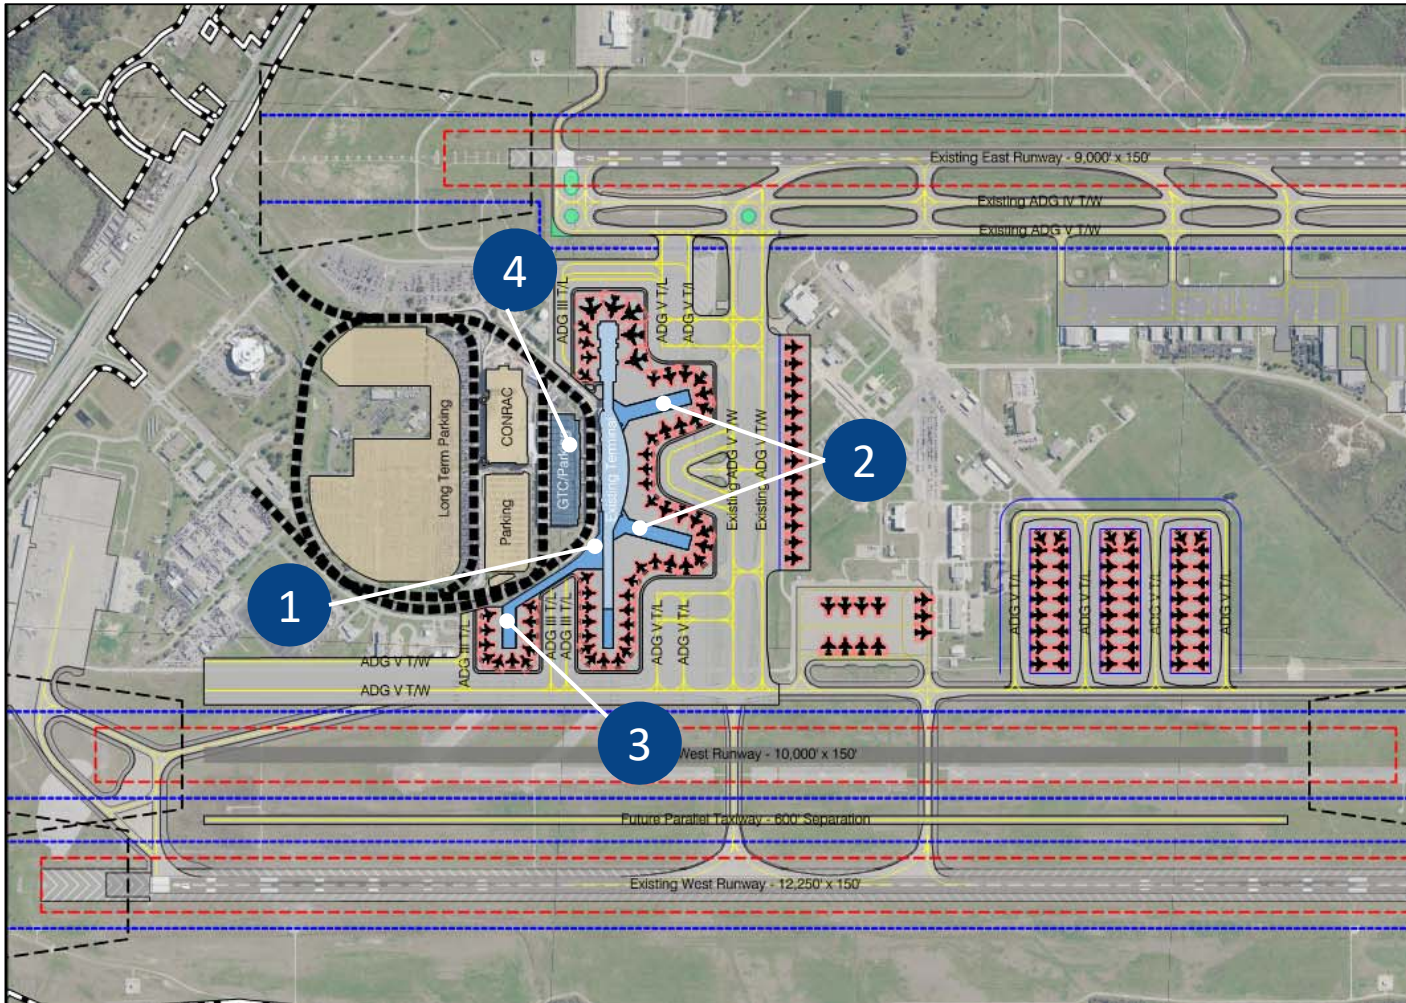 Existing East Runway - 9,000' x 150'
Existing ADG IV T/W
Existing ADG V T/W
4
ADG III T/L
ADG V T/L
ADG V T/L
Long Term Parking
CONRAC
GTC/Parki
Existing Terminal
Parking
2
Existing ADG V T/W
Existing ADG V T/W
1
ADG III T/L
ADG III T/L
ADG III T/L
ADG V T/L
ADG V T/L
ADG V T/L
ADG V T/L
ADG V T/L
ADG V T/L
ADG V T/W
ADG V T/W
3
West Runway - 10,000' x 150'
Future Parallel Taxiway - 600' Separation
Existing West Runway - 12,250' x 150'